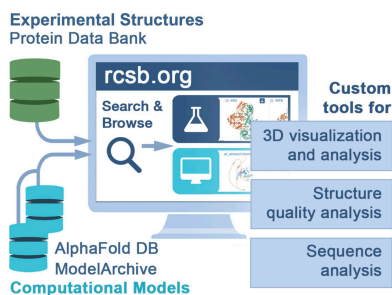 Experimental Structures
Protein Data Bank
rcsb.org
Search &
Browse
Custom
tools for
3D visualization
and analysis
Structure
quality analysis
Sequence
analysis
AlphaFold DB
ModelArchive
Computational Models